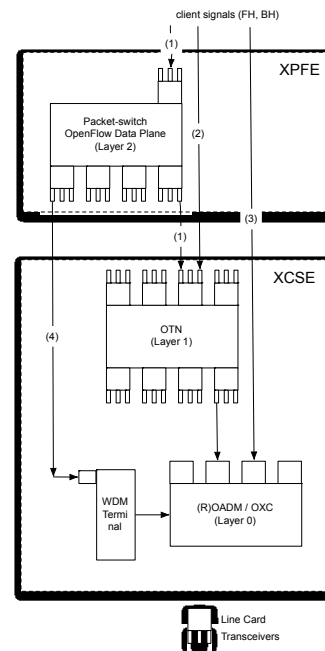 client signals (FH, BH)
(1)
XPFE
Packet-switch
OpenFlow Data Plane
(Layer 2)
(2)
(3)
(1)
XCSE
(4)
OTN
(Layer 1)
WDM
Termi
nal
(R)OADM / OXC
(Layer 0)
Line Card
Transceivers